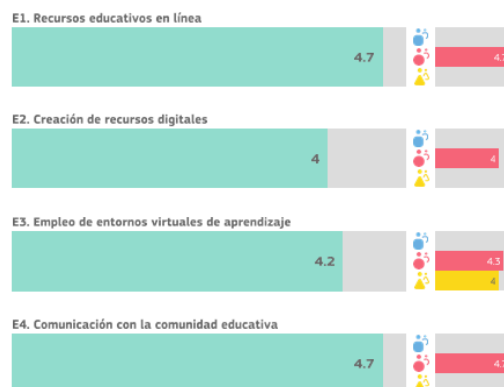 E1. Recursos educativos en línea
4.7
E2. Creación de recursos digitales
4
4
E3. Empleo de entornos virtuales de aprendizaje
4.2
4.3
4
E4. Comunicación con la comunidad educativa
4.7